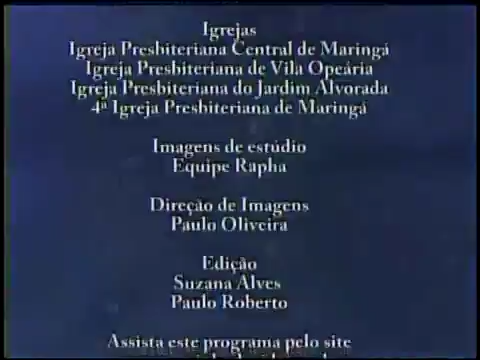 Igrejas
Igreja Presbiteriana Central de Maringá
Igreja Presbiteriana de Vila Opeária
Igreja Presbiteriana do Jardim Alvorada
4ª Igreja Presbiteriana de Maringá
Imagens de estúdio
Equipe Rapha
Direção de Imagens
Paulo Oliveira
Edição
Suzana Alves
Paulo Roberto
Assista este programa pelo site